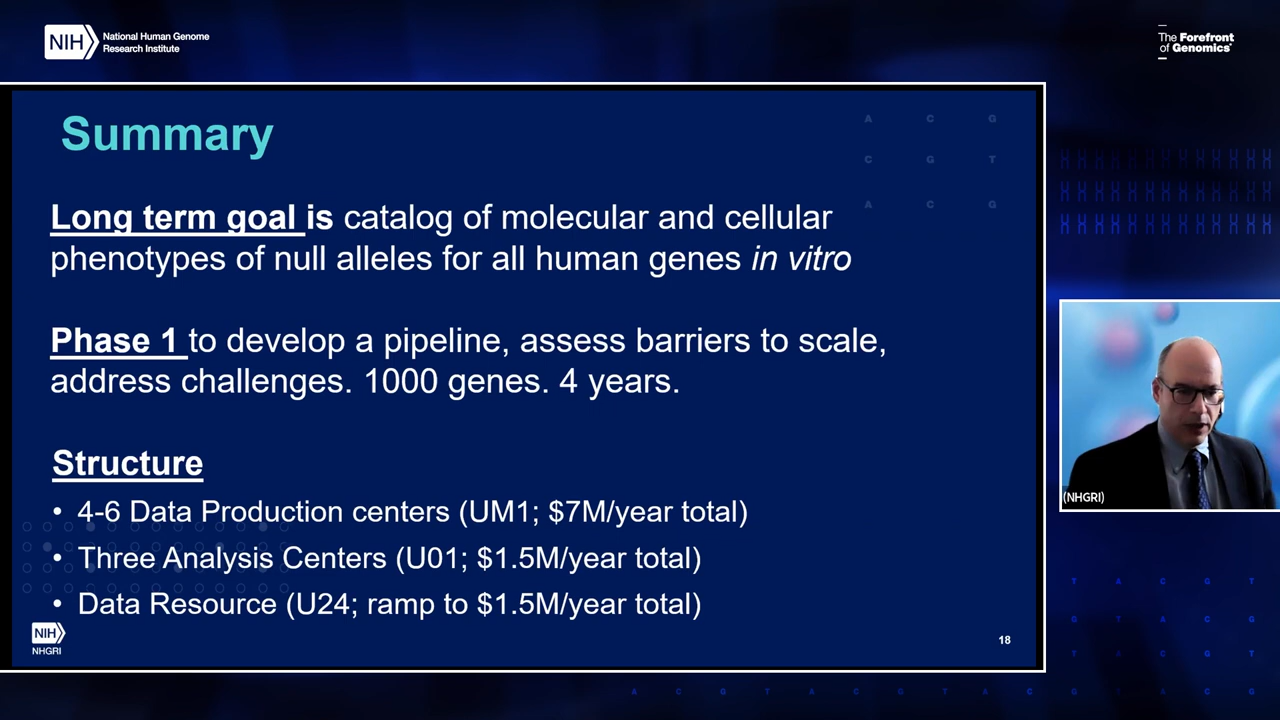 NIH
National Human Genome
Research Institute
The Forefront
of Genomics®
Summary
A C G
C G T
A C G
Long term goal is catalog of molecular and cellular
phenotypes of null alleles for all human genes in vitro
Phase 1 to develop a pipeline, assess barriers to scale,
address challenges. 1000 genes. 4 years.
Structure
• 4-6 Data Production centers (UM1; $7M/year total)
• Three Analysis Centers (U01; $1.5M/year total)
• Data Resource (U24; ramp to $1.5M/year total)
NIH
NHGRI
18
(NHGRI)
T A C G T
G T A C G
T A C G T
A C G T A C G T A C G T A C G